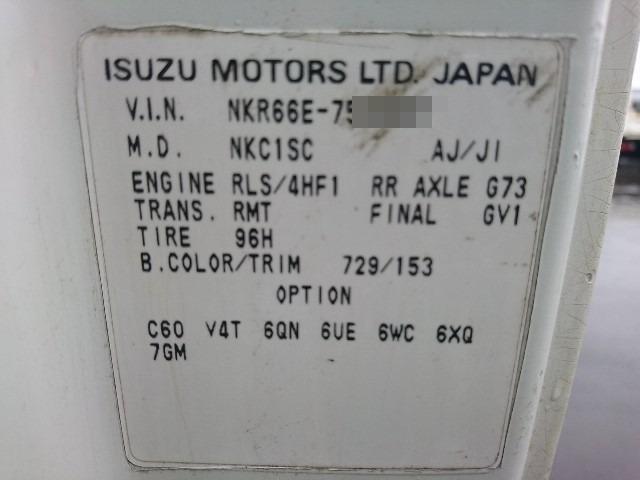 ISUZU MOTORS LTD. JAPAN
V.I.N. NKR66E-75
M.D. NKC1SC AJ/JI
ENGINE RLS/4HF1 RR AXLE G73
TRANS. RMT FINAL GV1
TIRE 96H
B.COLOR/TRIM 729/153
OPTION
C60 V4T 6QN 6UE 6WC 6XQ
7GM